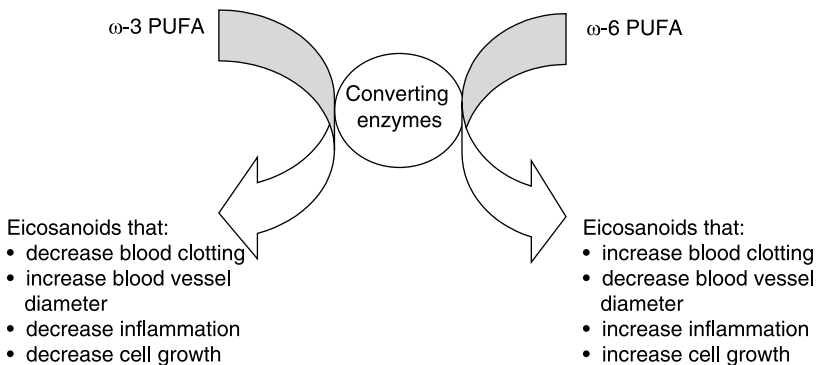 ω-3 PUFA
ω-6 PUFA
Converting
enzymes
Eicosanoids that:
• decrease blood clotting
• increase blood vessel
diameter
• decrease inflammation
• decrease cell growth
Eicosanoids that:
• increase blood clotting
• decrease blood vessel
diameter
• increase inflammation
• increase cell growth